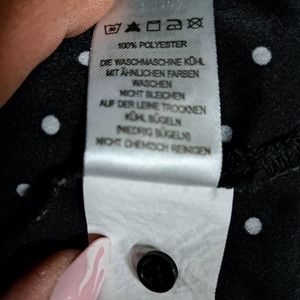 100% POLYESTER
DIE WASCHMASCHINE KÜHL
MIT ÄHNLICHEN FARBEN
WASCHEN
NICHT BLEICHEN
AUF DER LEINE TROCKNEN
KÜHL BÜGELN
(NIEDRIG BÜGELN)
NICHT CHEMISCH REINIGEN